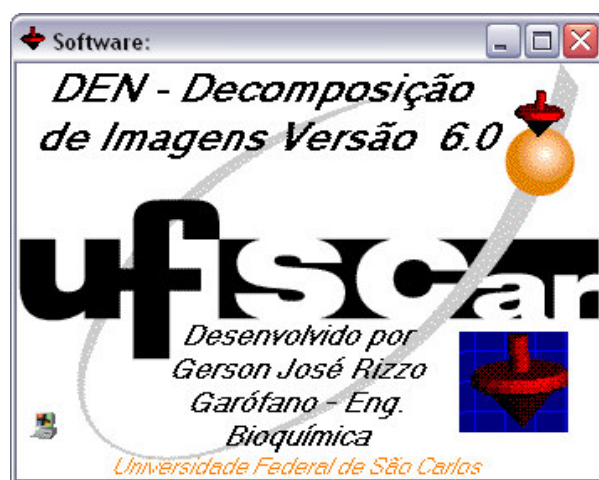 Software:
DEN - Decomposição
de Imagens Versão 6.0
ufscar
Desenvolvido por
Gerson José Rizzo
Garófano - Eng.
Bioquímica
Universidade Federal de São Carlos